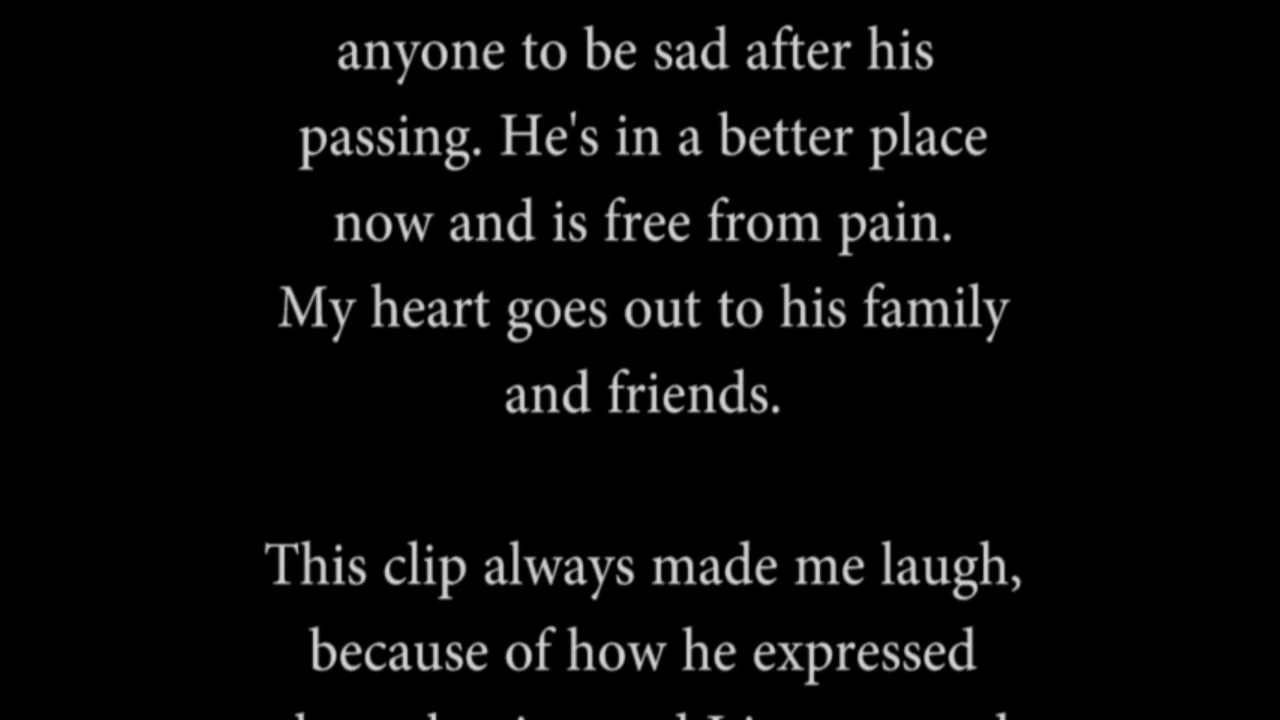 anyone to be sad after his
passing. He's in a better place
now and is free from pain.
My heart goes out to his family
and friends.
This clip always made me laugh,
because of how he expressed